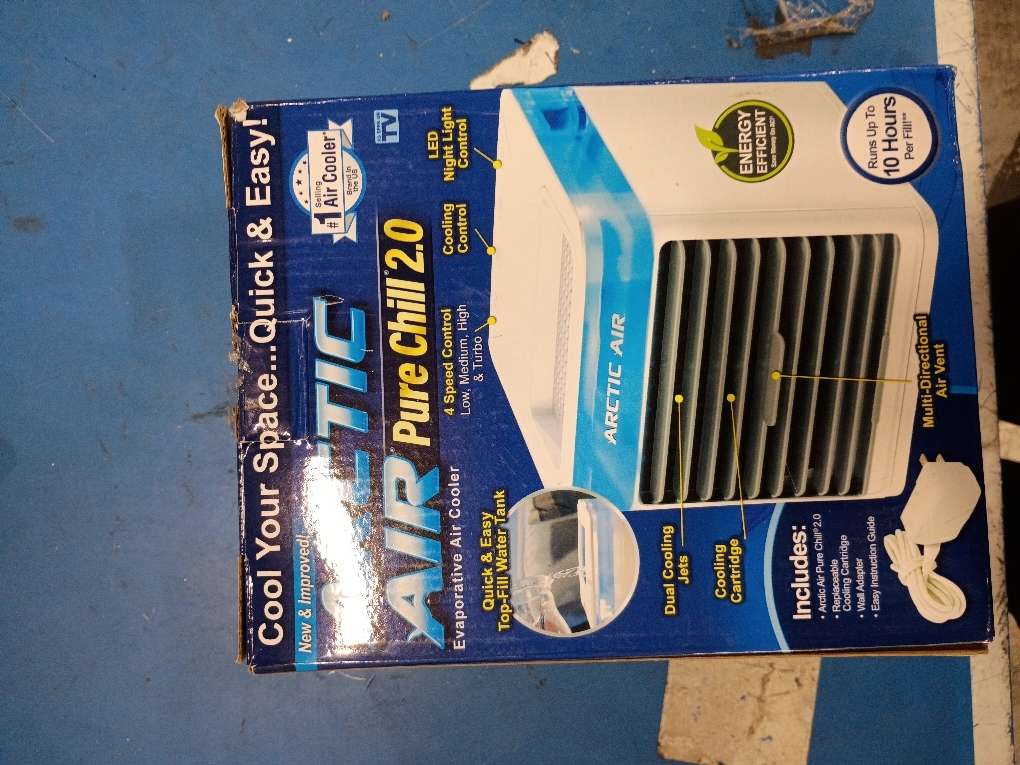 Cool Your Space...Quick & Easy!
New & Improved!
ARCTIC
AIR®
Pure Chill® 2.0
Evaporative Air Cooler
#1 Selling
Air Cooler*
Brand in
the US
AS SEEN ON
TV
Quick & Easy
Top-Fill Water Tank
4 Speed Control
Low, Medium, High
& Turbo
Cooling
Control
LED
Night Light
Control
ARCTIC AIR
ENERGY
EFFICIENT
Runs Up To
10 Hours
Per Fill!**
Dual Cooling
Jets
Cooling
Cartridge
Multi-Directional
Air Vent
Includes:
• Arctic Air Pure Chill® 2.0
• Replaceable
Cooling Cartridge
• Wall Adapter
• Easy Instruction Guide